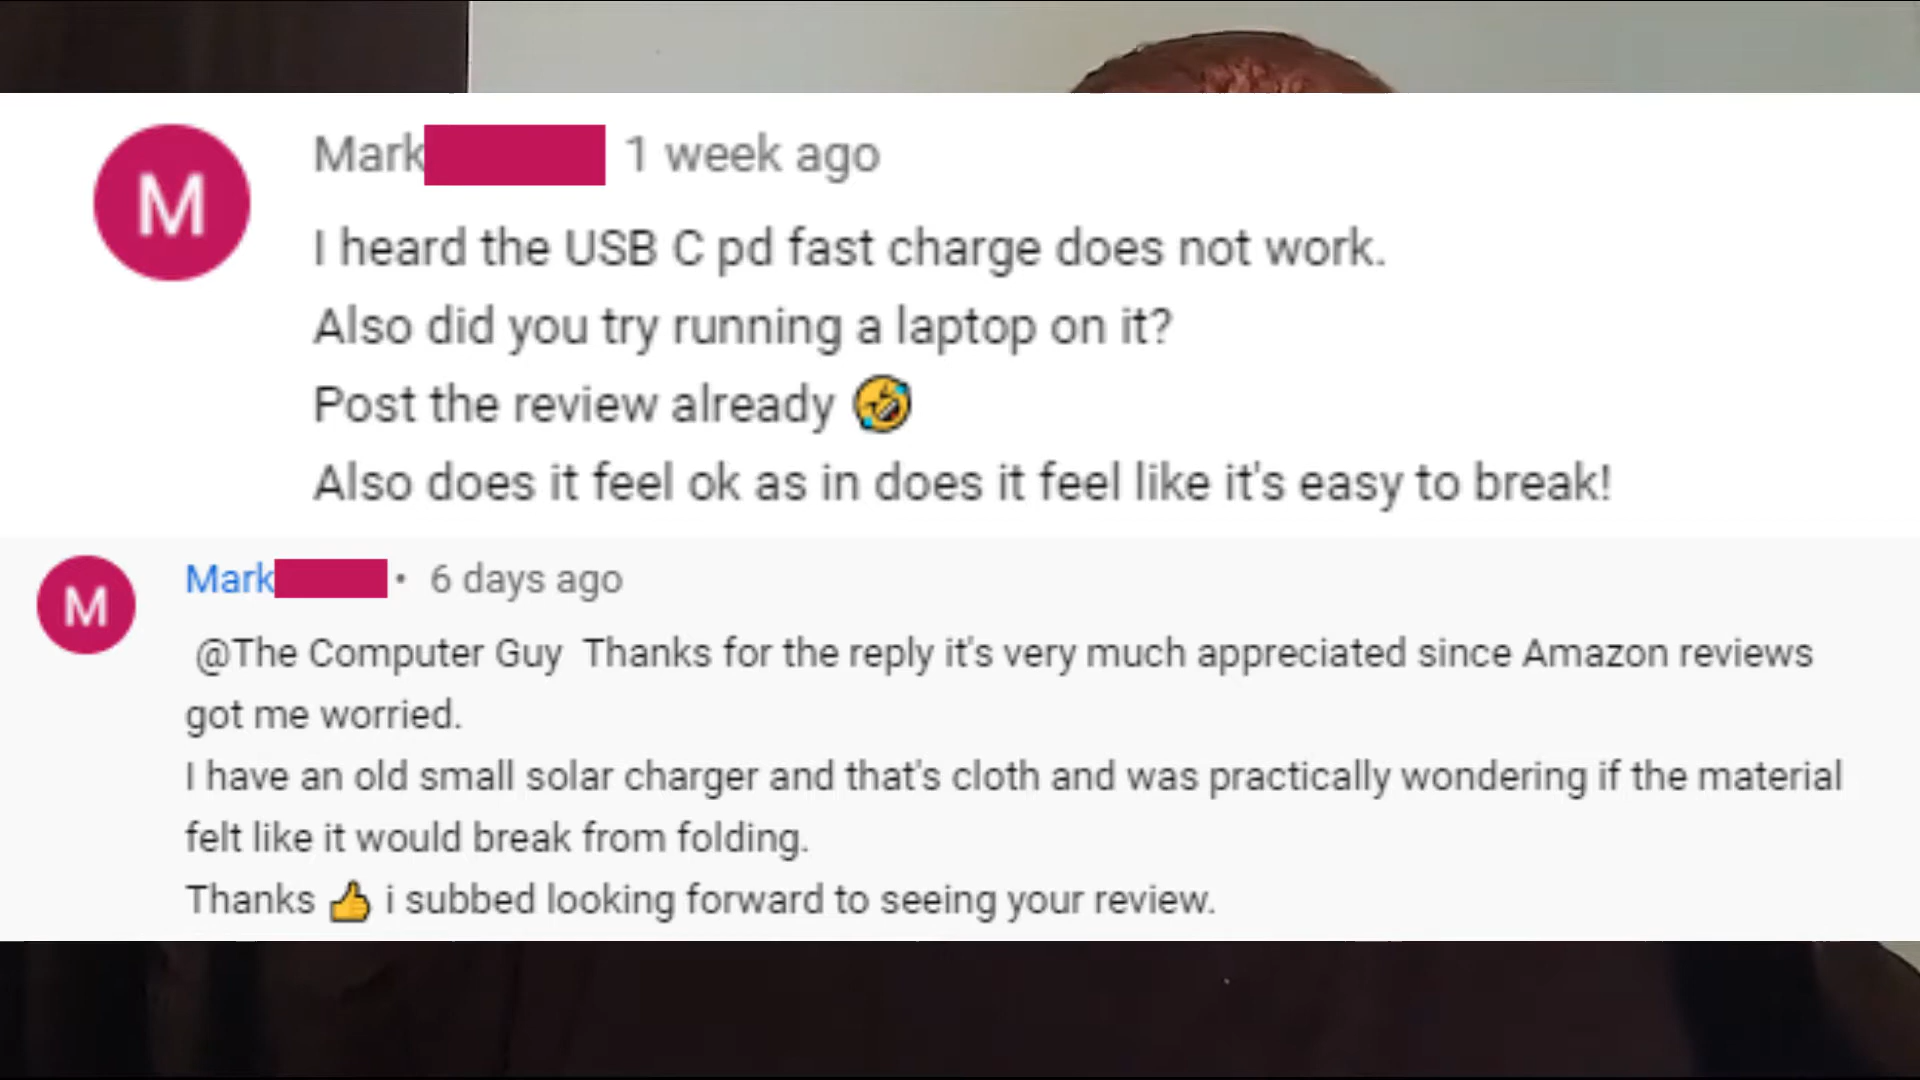 M
Mark 1 week ago
I heard the USB C pd fast charge does not work.
Also did you try running a laptop on it?
Post the review already 🤣
Also does it feel ok as in does it feel like it's easy to break!
M
Mark • 6 days ago
@The Computer Guy Thanks for the reply it's very much appreciated since Amazon reviews
got me worried.
I have an old small solar charger and that's cloth and was practically wondering if the material
felt like it would break from folding.
Thanks 👍 i subbed looking forward to seeing your review.